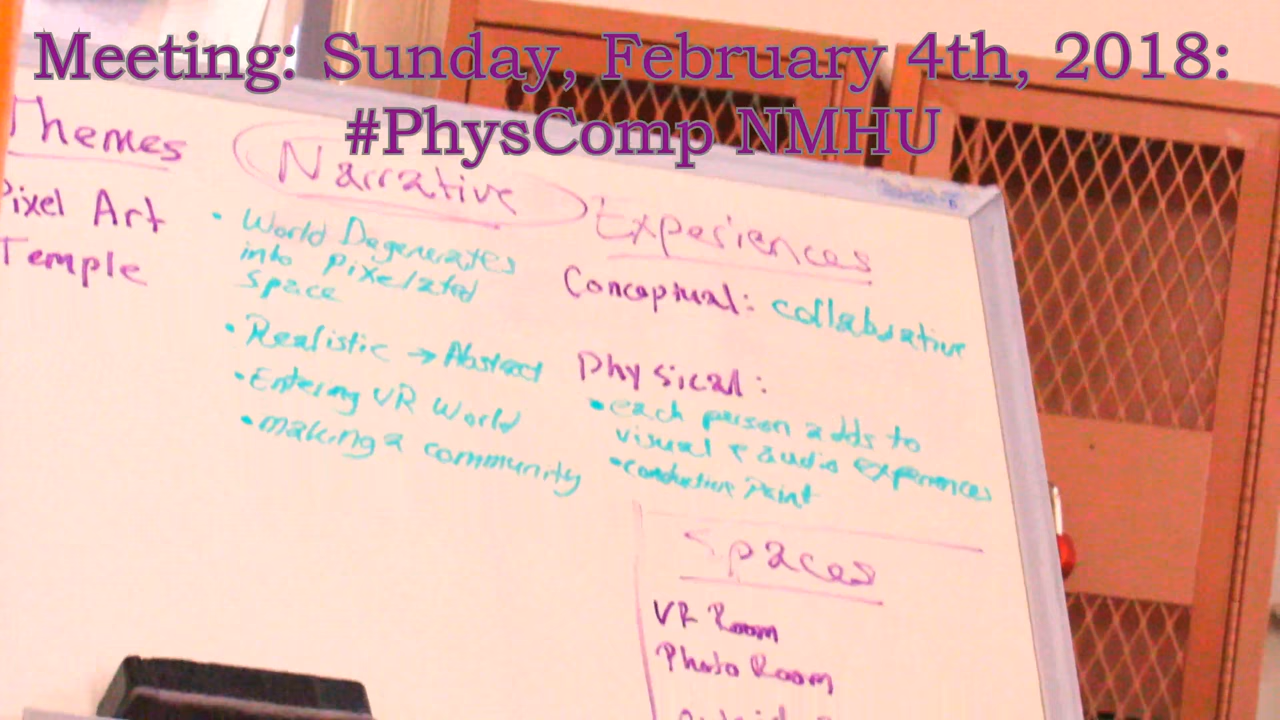 Meeting: Sunday, February 4th, 2018:
#PhysComp NMHU
Themes
Pixel Art
Temple
Narrative
• World Degenerates
into pixelated
space
• Realistic → Abstract
• Entering VR World
• making a community
Experiences
Conceptual: collaborative
Physical:
• each person adds to
visual & audio experiences
• conductive Paint
Spaces
VR Room
Photo Room